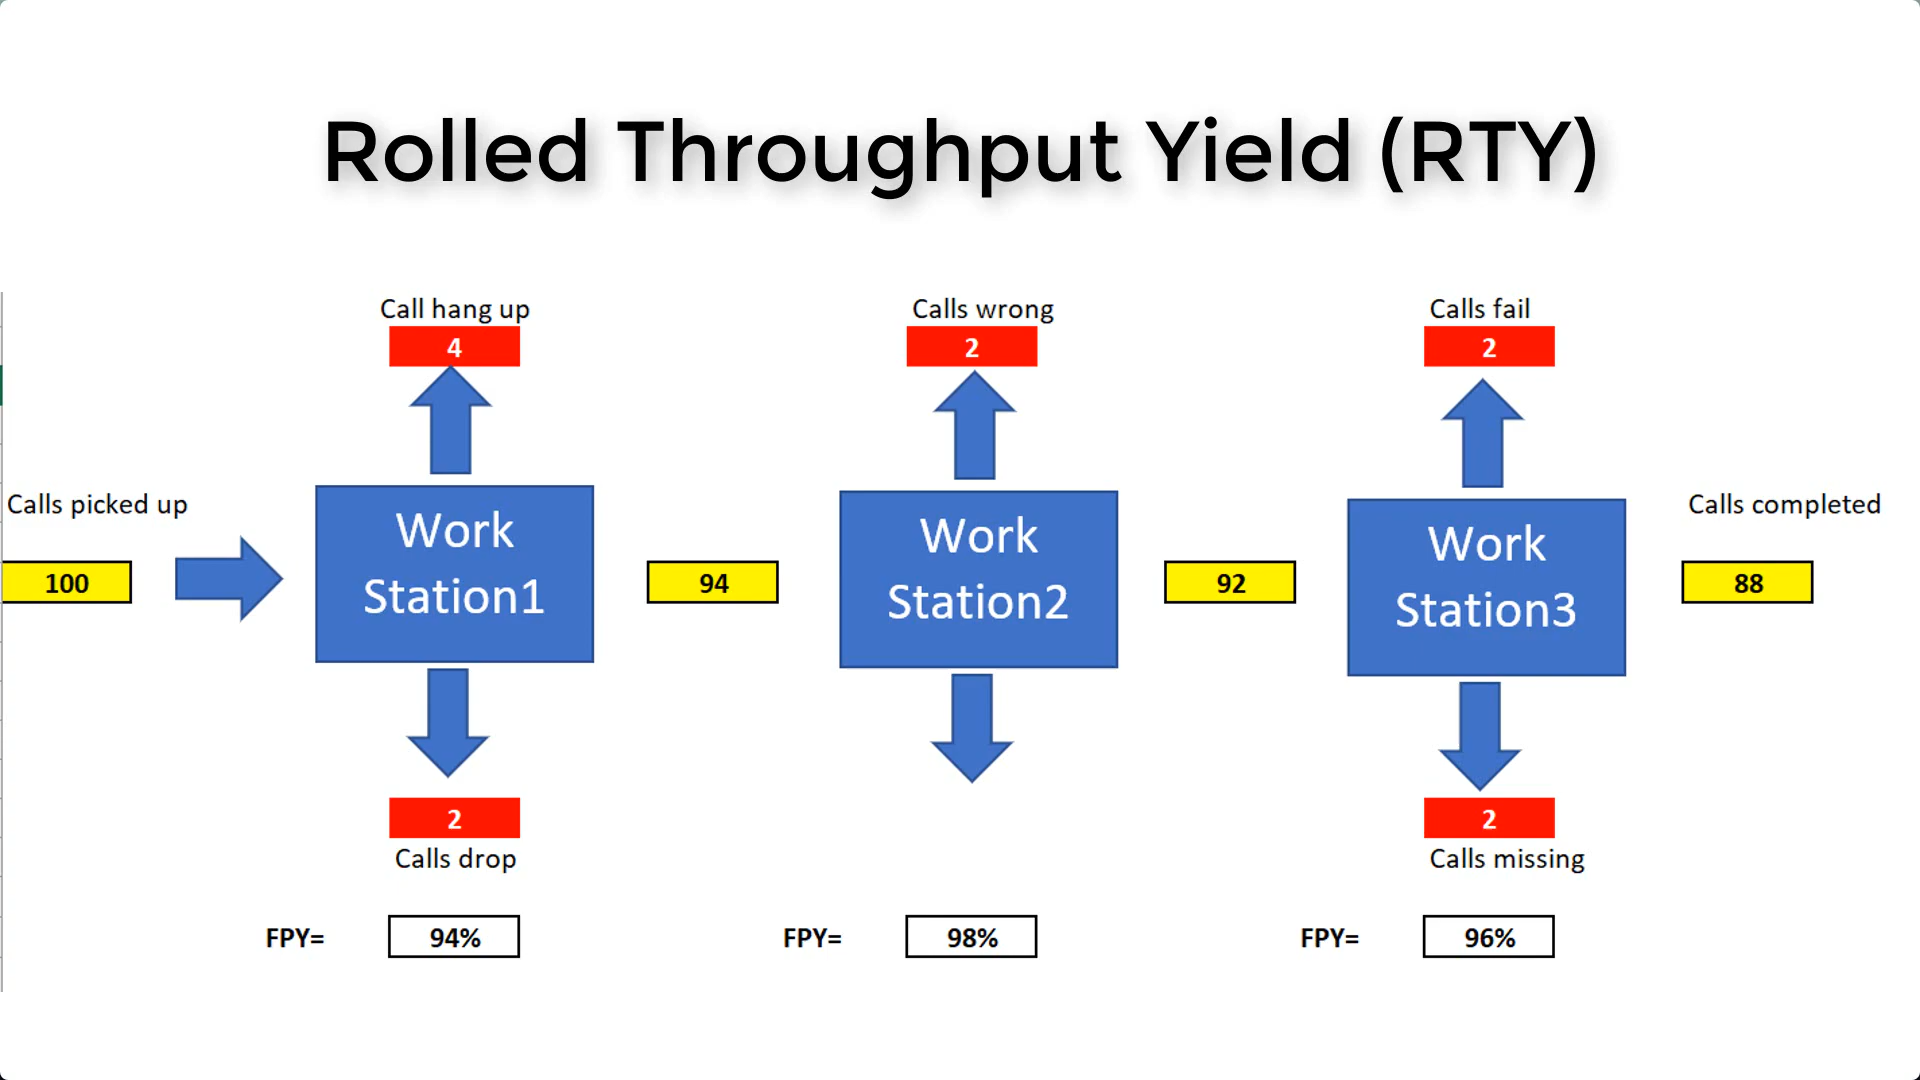 Rolled Throughput Yield (RTY)
Call hang up
4
Calls wrong
2
Calls fail
2
Calls picked up
100
Work
Station1
94
Work
Station2
92
Work
Station3
Calls completed
88
2
Calls drop
2
Calls missing
FPY= 94%
FPY= 98%
FPY= 96%